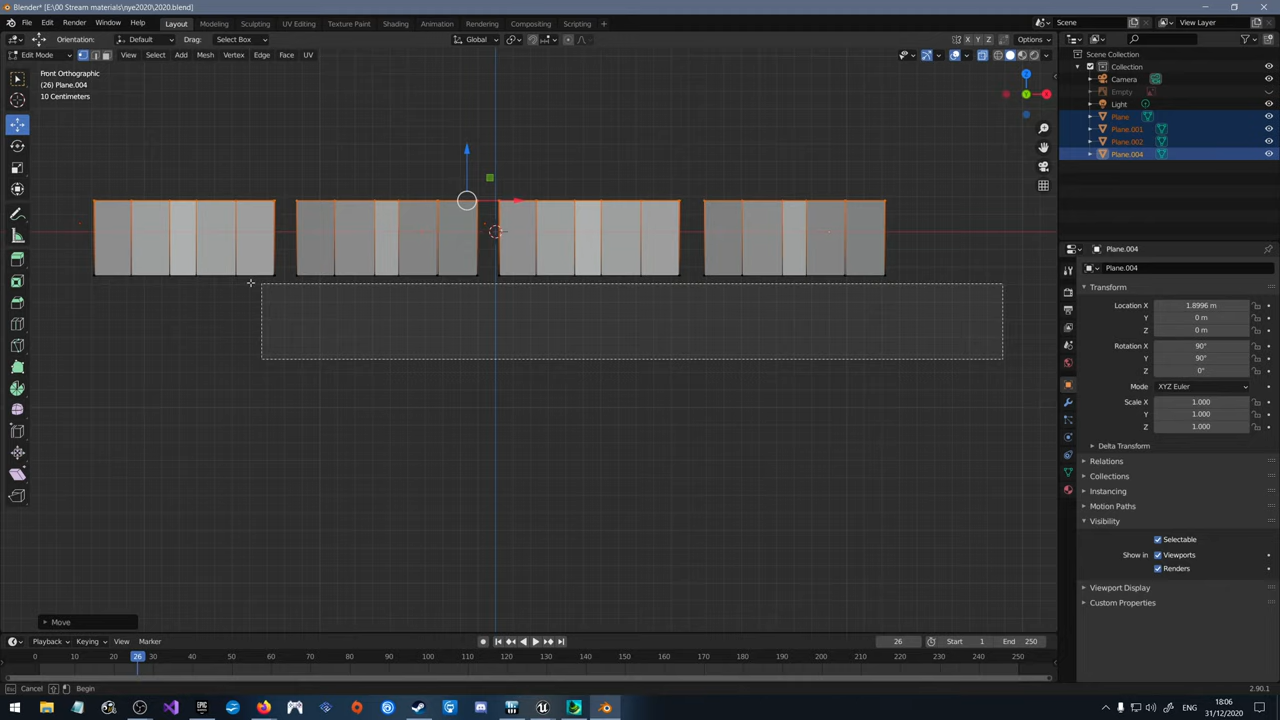 Blender* [E:\00 Stream materials\nye2020\2020.blend]
File Edit Render Window Help Layout Modeling Sculpting UV Editing Texture Paint Shading Animation Rendering Compositing Scripting + Scene View Layer
Orientation: Default Drag: Select Box Global X Y Z Options
Edit Mode View Select Add Mesh Vertex Edge Face UV
Scene Collection
Collection
Camera
Empty
Light
Plane
Plane.001
Plane.002
Plane.004
Front Orthographic
(26) Plane.004
10 Centimeters
Z
Y
X
Plane.004
Plane.004
Transform
Location X 1.8996 m
Y 0 m
Z 0 m
Rotation X 90°
Y 90°
Z 0°
Mode XYZ Euler
Scale X 1.000
Y 1.000
Z 1.000
Delta Transform
Relations
Collections
Instancing
Motion Paths
Visibility
Selectable
Show in Viewports
Renders
Viewport Display
Custom Properties
Move
Playback Keying View Marker 26 Start 1 End 250
0 10 20 26 30 40 50 60 70 80 90 100 110 120 130 140 150 160 170 180 190 200 210 220 230 240 250
Cancel Begin 2.90.1
ENG 18:06
31/12/2020